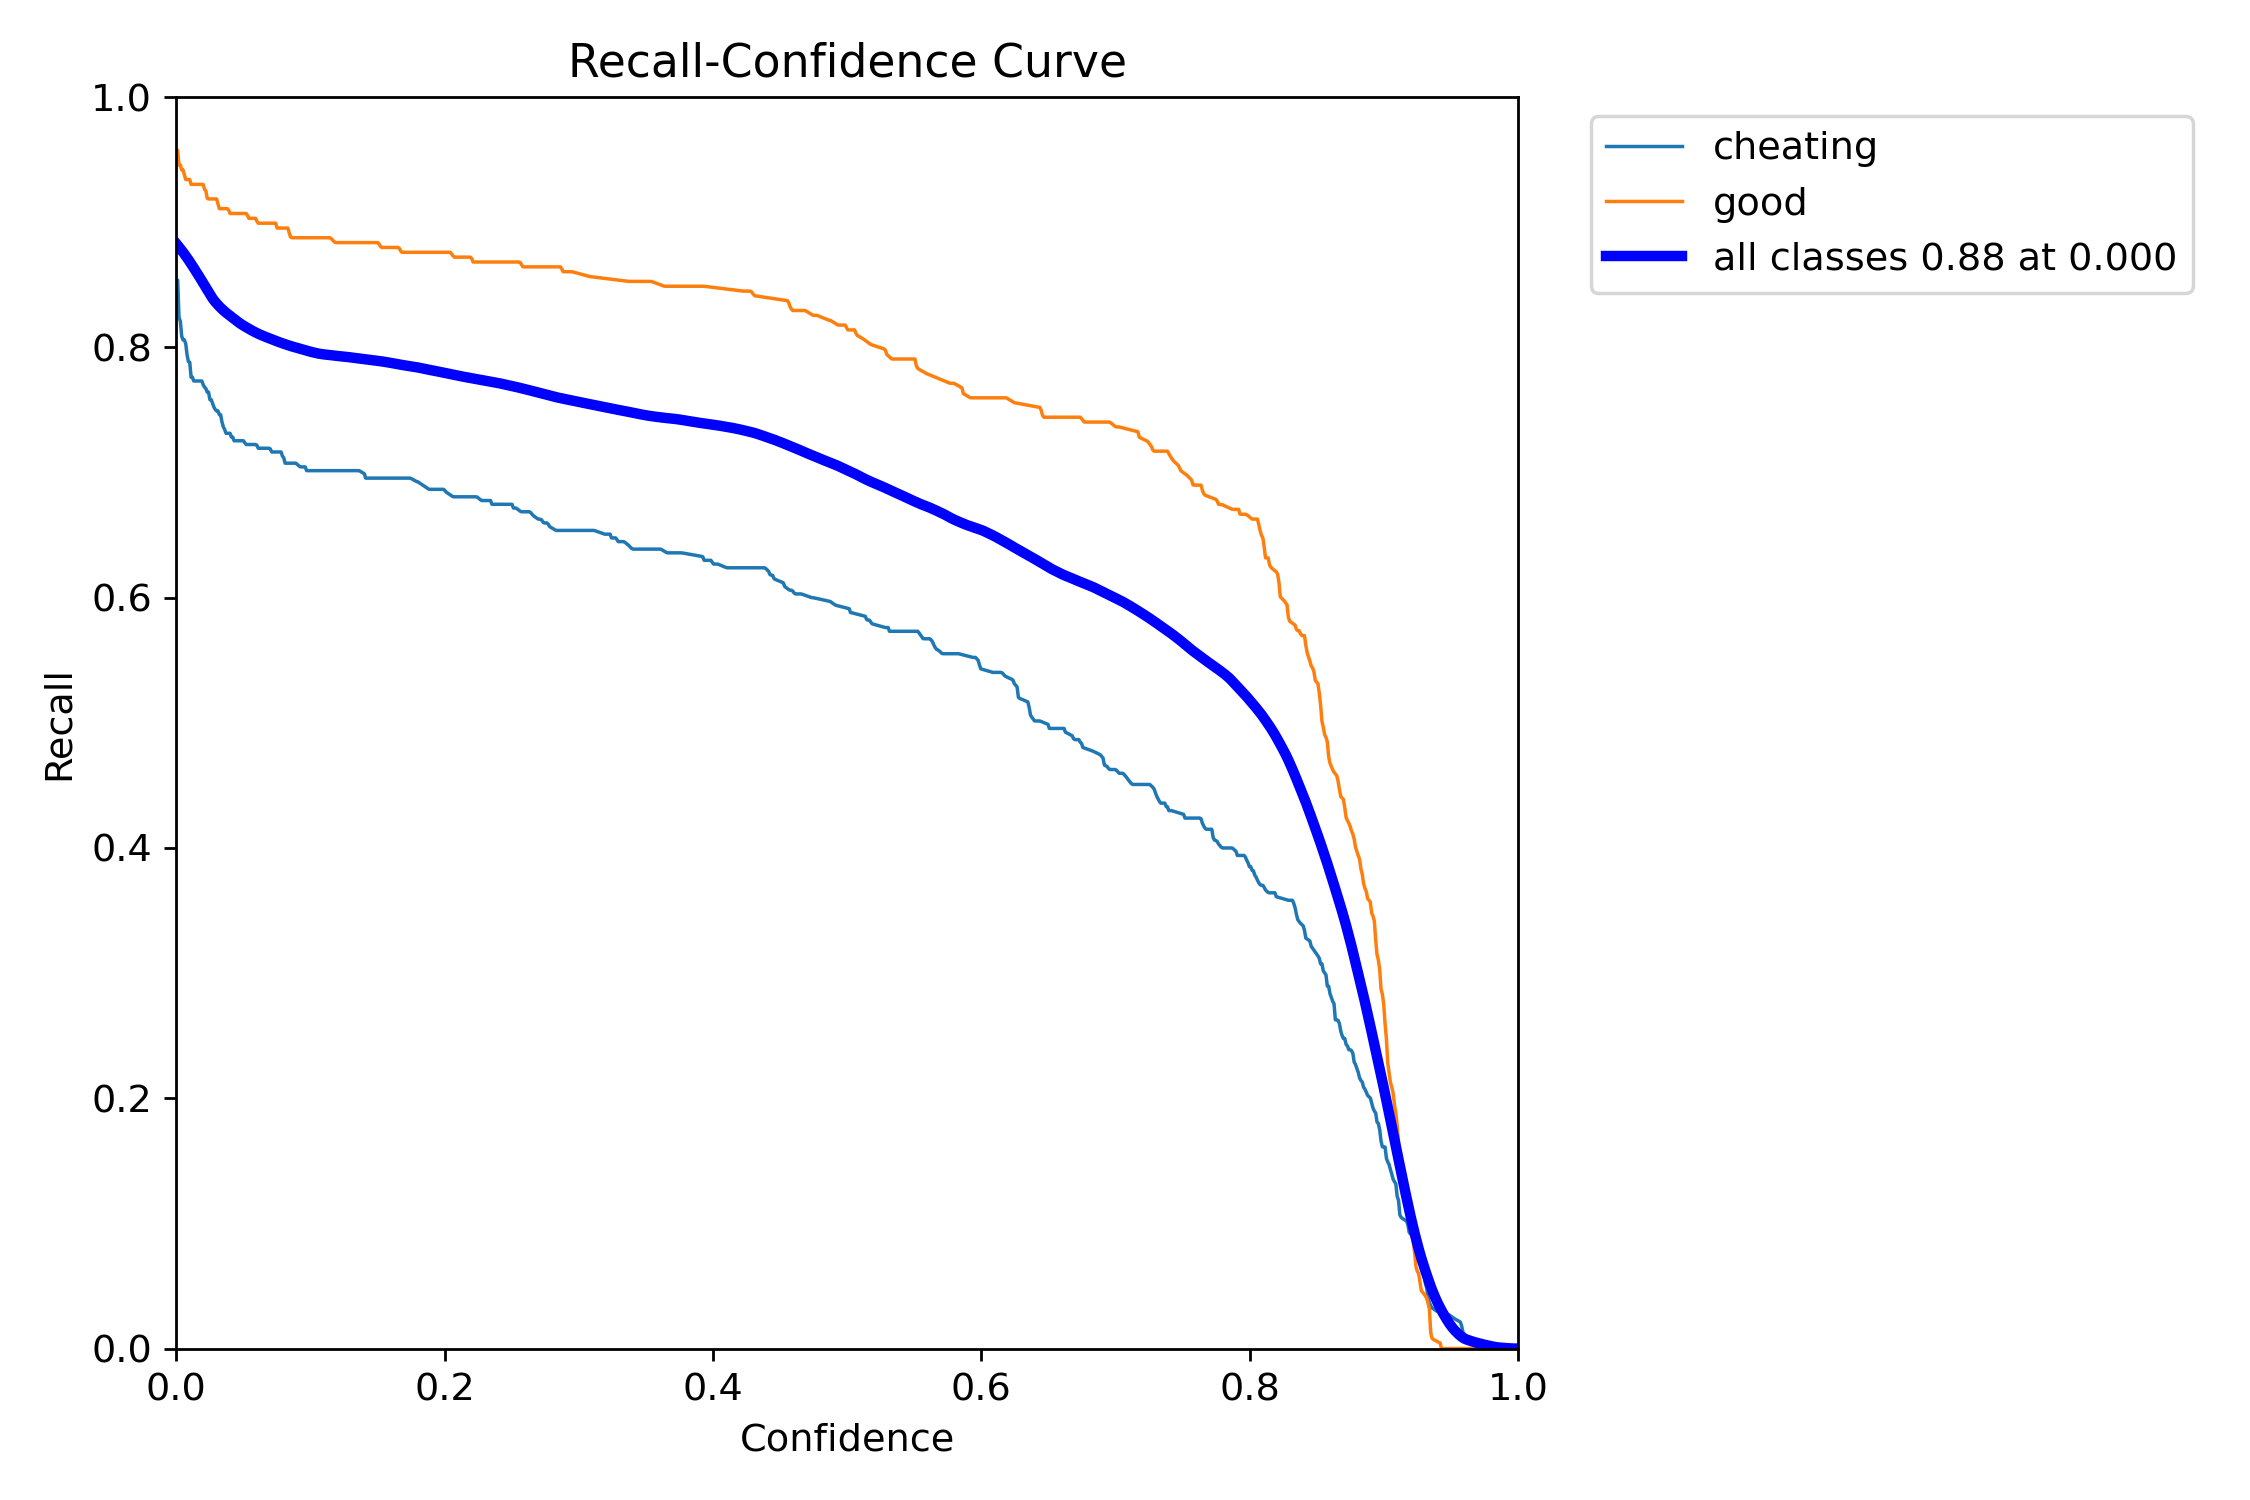 Recall-Confidence Curve
cheating
good
all classes 0.88 at 0.000
1.0
0.8
0.6
0.4
0.2
0.0
Recall
0.0 0.2 0.4 0.6 0.8 1.0
Confidence